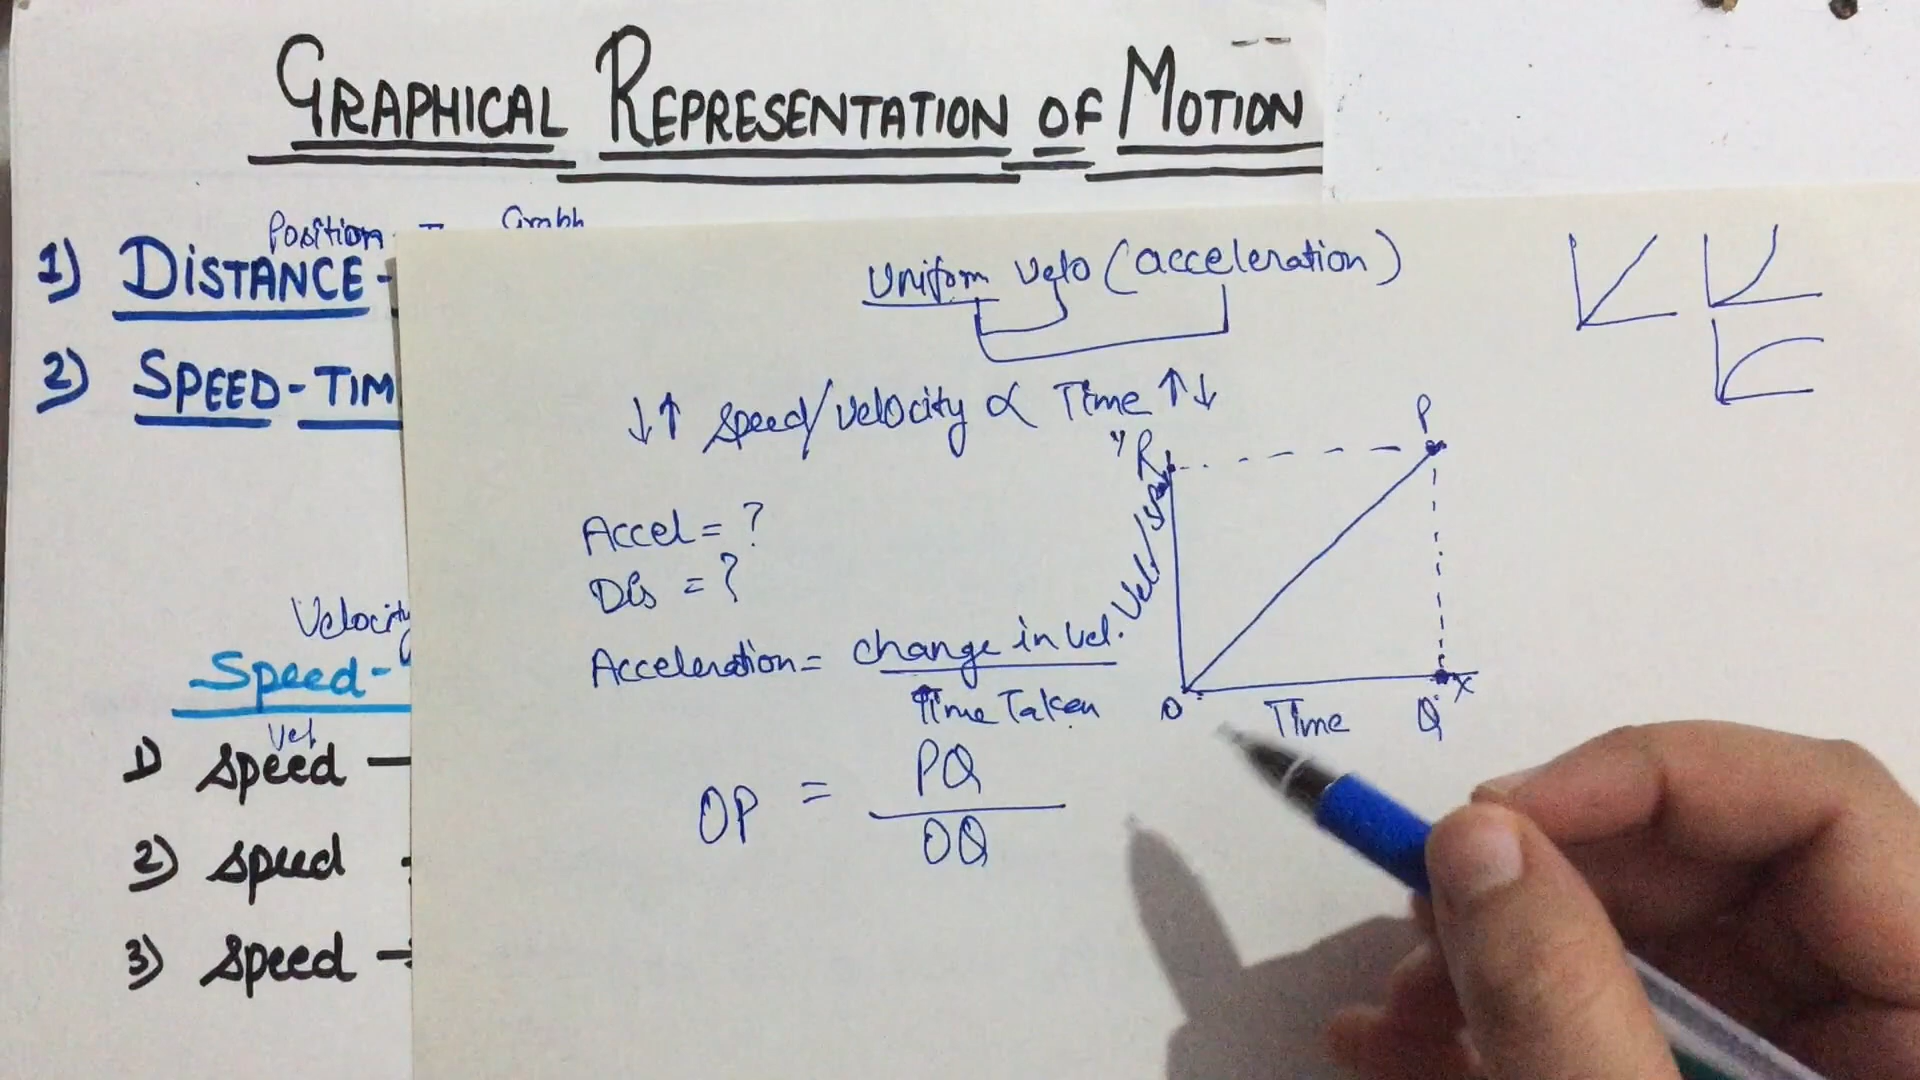 GRAPHICAL REPRESENTATION OF MOTION
Position - Graph
1) DISTANCE-
2) SPEED-TIM
Velocity
Speed-
Vel
1) Speed —
2) Speed -
3) Speed -
Uniform Velo (acceleration)
↓↑ Speed/Velocity ∝ Time ↑↓
Accel = ?
Dis = ?
Acceleration = change in Vel.
Time Taken
OP = PQ
OQ
y R P
Vel/
O Time Q x